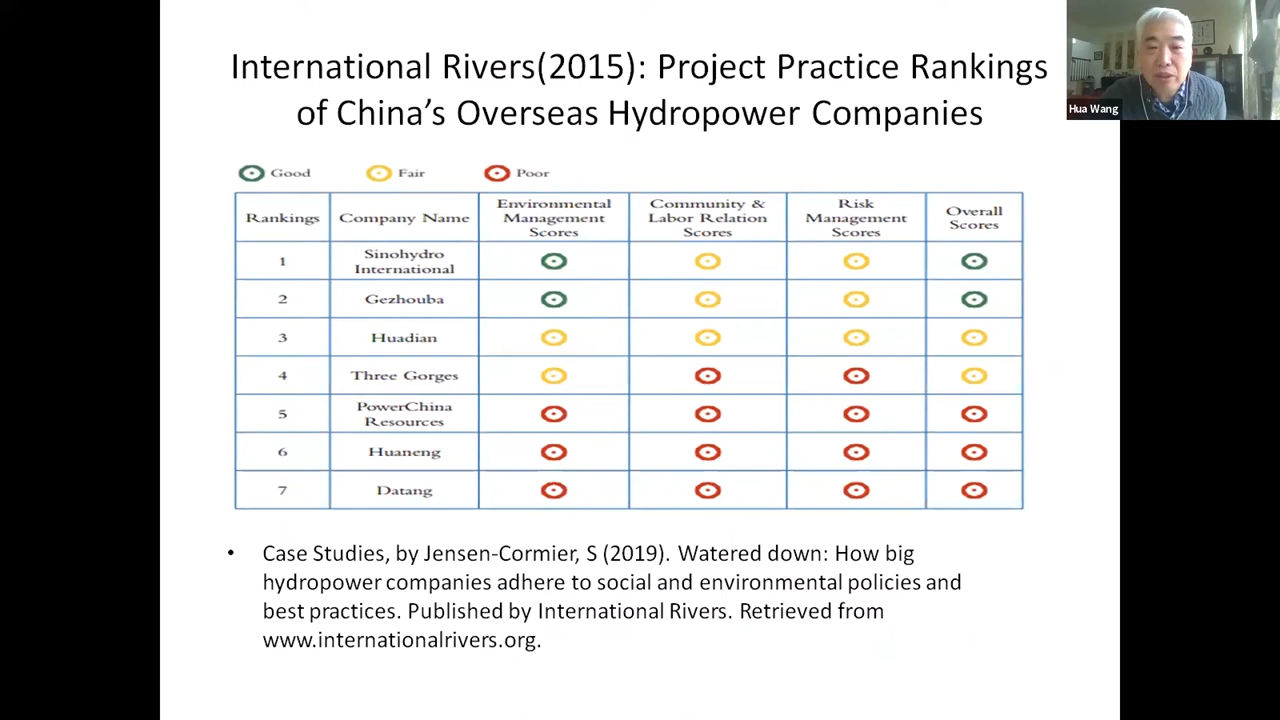 International Rivers(2015): Project Practice Rankings
of China's Overseas Hydropower Companies
Hua Wang
Good Fair Poor
Rankings
Company Name
Environmental
Management
Scores
Community &
Labor Relation
Scores
Risk
Management
Scores
Overall
Scores
1
Sinohydro
International
2
Gezhouba
3
Huadian
4
Three Gorges
5
PowerChina
Resources
6
Huaneng
7
Datang
• Case Studies, by Jensen-Cormier, S (2019). Watered down: How big
hydropower companies adhere to social and environmental policies and
best practices. Published by International Rivers. Retrieved from
www.internationalrivers.org.